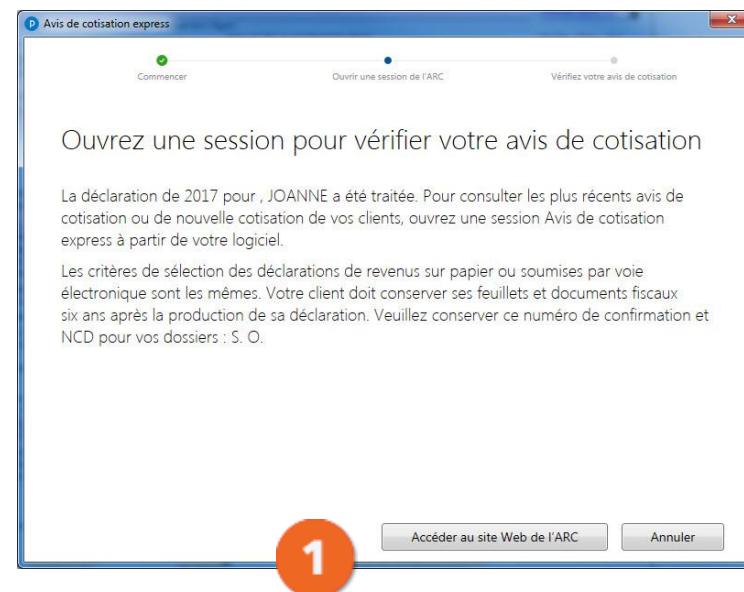 Avis de cotisation express
Commencer
Ouvrir une session de l'ARC
Vérifiez votre avis de cotisation
Ouvrez une session pour vérifier votre avis de cotisation
La déclaration de 2017 pour , JOANNE a été traitée. Pour consulter les plus récents avis de
cotisation ou de nouvelle cotisation de vos clients, ouvrez une session Avis de cotisation
express à partir de votre logiciel.
Les critères de sélection des déclarations de revenus sur papier ou soumises par voie
électronique sont les mêmes. Votre client doit conserver ses feuillets et documents fiscaux
six ans après la production de sa déclaration. Veuillez conserver ce numéro de confirmation et
NCD pour vos dossiers : S. O.
1
Accéder au site Web de l'ARC
Annuler